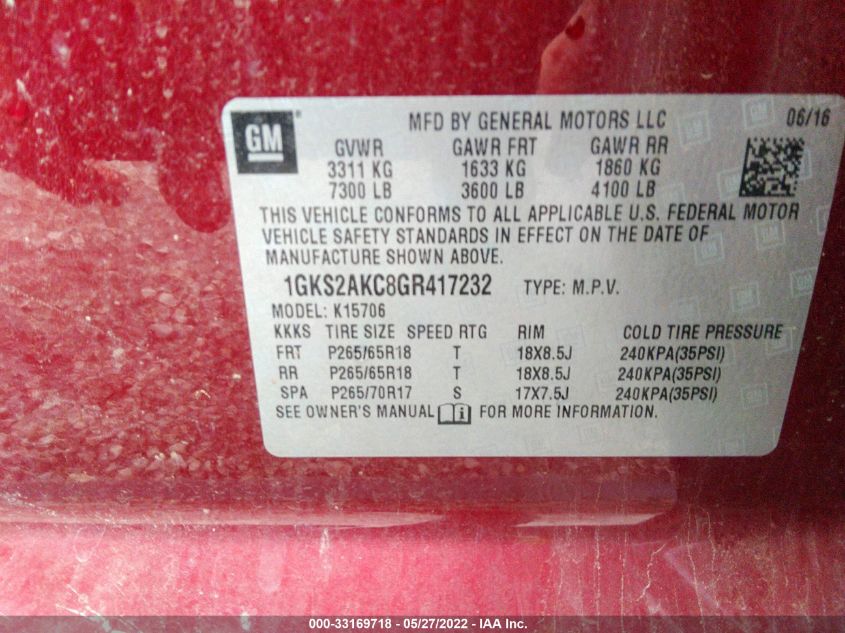 GM
MFD BY GENERAL MOTORS LLC 06/16
GVWR GAWR FRT GAWR RR
3311 KG 1633 KG 1860 KG
7300 LB 3600 LB 4100 LB
THIS VEHICLE CONFORMS TO ALL APPLICABLE U.S. FEDERAL MOTOR
VEHICLE SAFETY STANDARDS IN EFFECT ON THE DATE OF
MANUFACTURE SHOWN ABOVE.
1GKS2AKC8GR417232 TYPE: M.P.V.
MODEL: K15706
KKKS TIRE SIZE SPEED RTG RIM COLD TIRE PRESSURE
FRT P265/65R18 T 18X8.5J 240KPA(35PSI)
RR P265/65R18 T 18X8.5J 240KPA(35PSI)
SPA P265/70R17 S 17X7.5J 240KPA(35PSI)
SEE OWNER'S MANUAL FOR MORE INFORMATION.
000-33169718 - 05/27/2022 - IAA Inc.